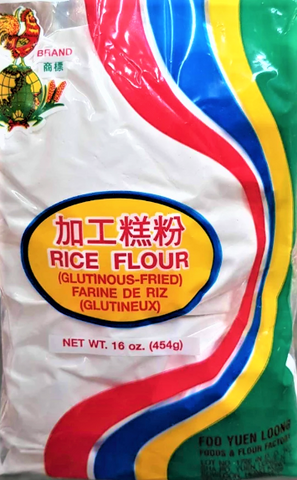 BRAND
商標
加工糕粉
RICE FLOUR
(GLUTINOUS-FRIED)
FARINE DE RIZ
(GLUTINEUX)
NET WT. 16 oz. (454g)
FOO YUEN LOONG
FOODS & FLOUR FACTORY